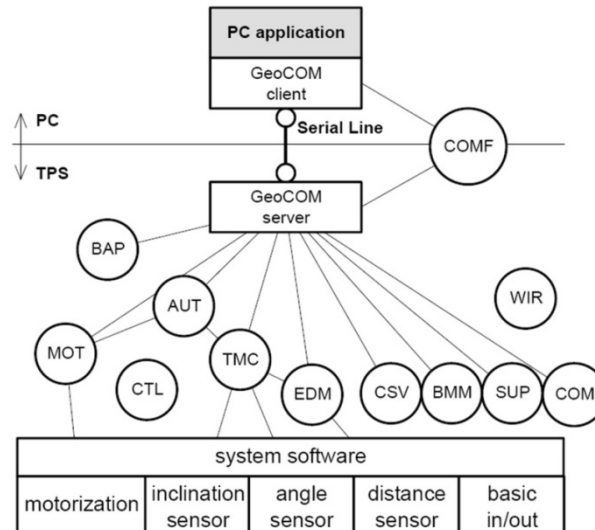 PC application
GeoCOM
client
PC
Serial Line
COMF
TPS
GeoCOM
server
BAP
AUT
WIR
MOT
TMC
CTL
EDM
CSV
BMM
SUP
COM
system software
motorization
inclination
sensor
angle
sensor
distance
sensor
basic
in/out